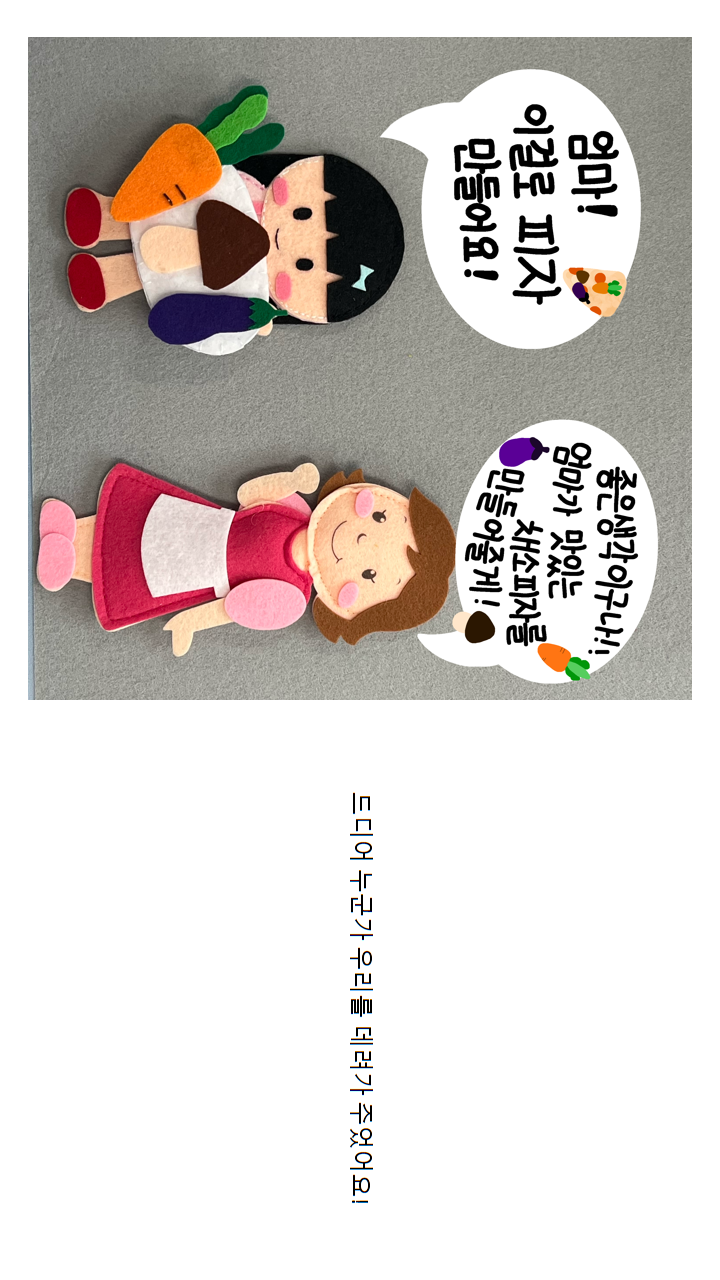 엄마!
이걸로 피자
만들어요!
좋은생각이구나!!
엄마가 맛있는
채소피자를
만들어줄게!
드디어 누군가 우리를 데려가 주었어요!